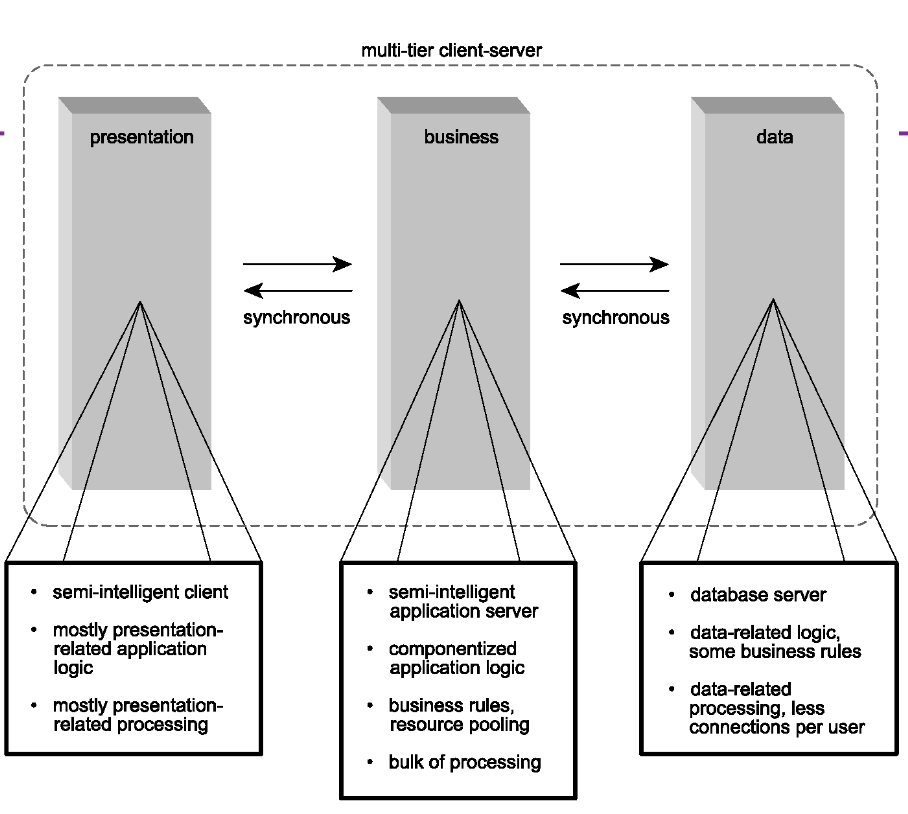 multi-tier client-server
presentation
business
data
synchronous
synchronous
• semi-intelligent client
• mostly presentation-
related application
logic
• mostly presentation-
related processing
• semi-intelligent
application server
• componentized
application logic
• business rules,
resource pooling
• bulk of processing
• database server
• data-related logic,
some business rules
• data-related
processing, less
connections per user